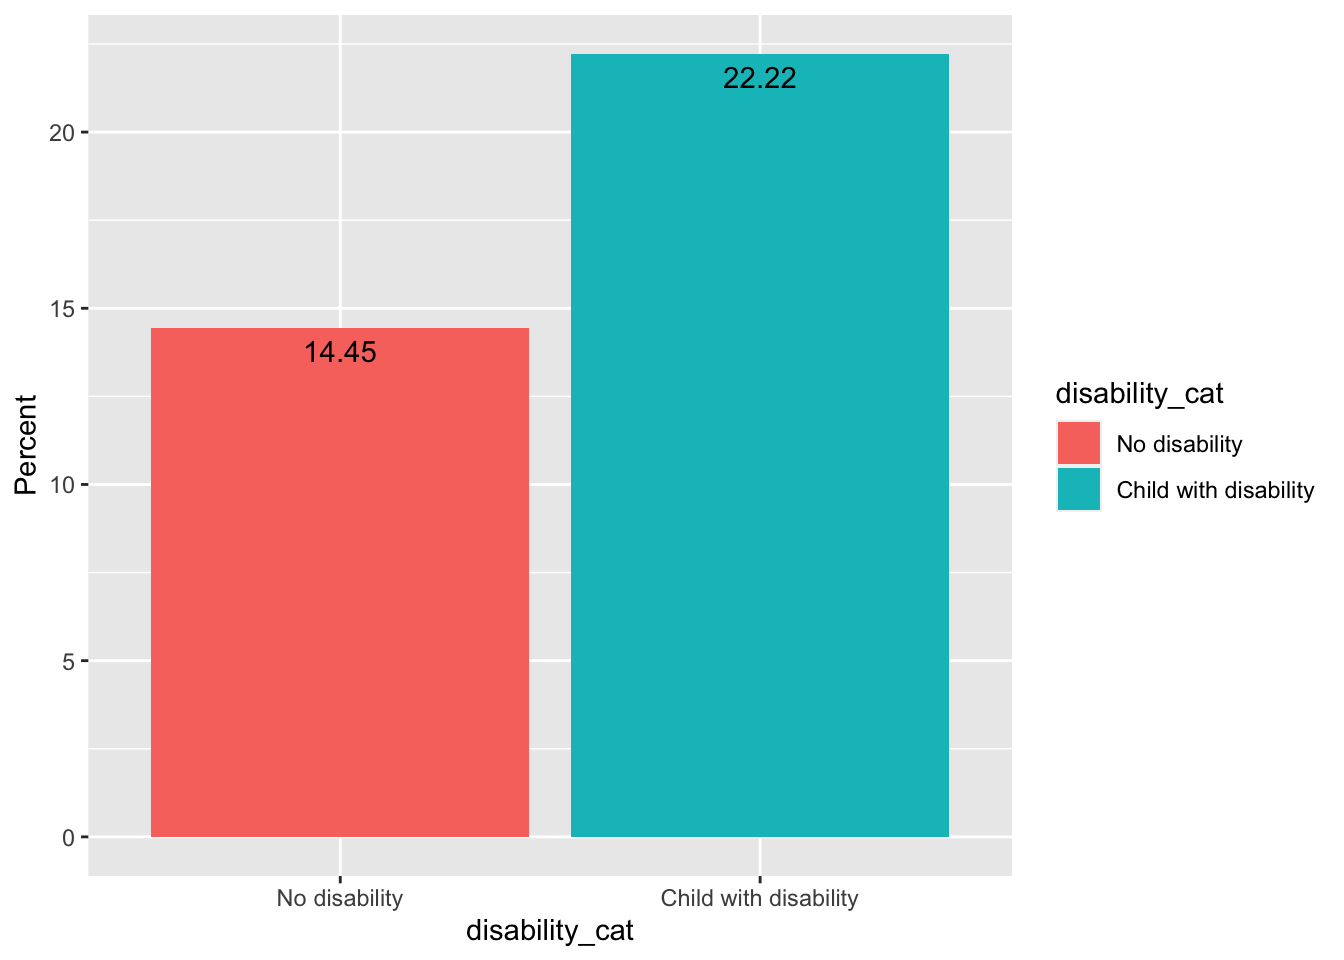 22.22
14.45
20
15
10
5
0
Percent
No disability
Child with disability
disability_cat
disability_cat
No disability
Child with disability